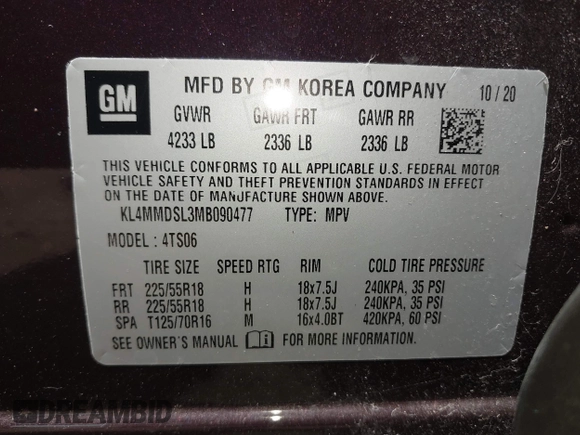 GM
MFD BY GM KOREA COMPANY 10/20
GVWR GAWR FRT GAWR RR
4233 LB 2336 LB 2336 LB
THIS VEHICLE CONFORMS TO ALL APPLICABLE U.S. FEDERAL MOTOR
VEHICLE SAFETY AND THEFT PREVENTION STANDARDS IN EFFECT
ON THE DATE OF MANUFACTURE SHOWN ABOVE.
KL4MMDSL3MB090477 TYPE: MPV
MODEL: 4TS06
TIRE SIZE SPEED RTG RIM COLD TIRE PRESSURE
FRT 225/55R18 H 18x7.5J 240KPA, 35 PSI
RR 225/55R18 H 18x7.5J 240KPA, 35 PSI
SPA T125/70R16 M 16x4.0BT 420KPA, 60 PSI
SEE OWNER'S MANUAL FOR MORE INFORMATION.
DREAMBID